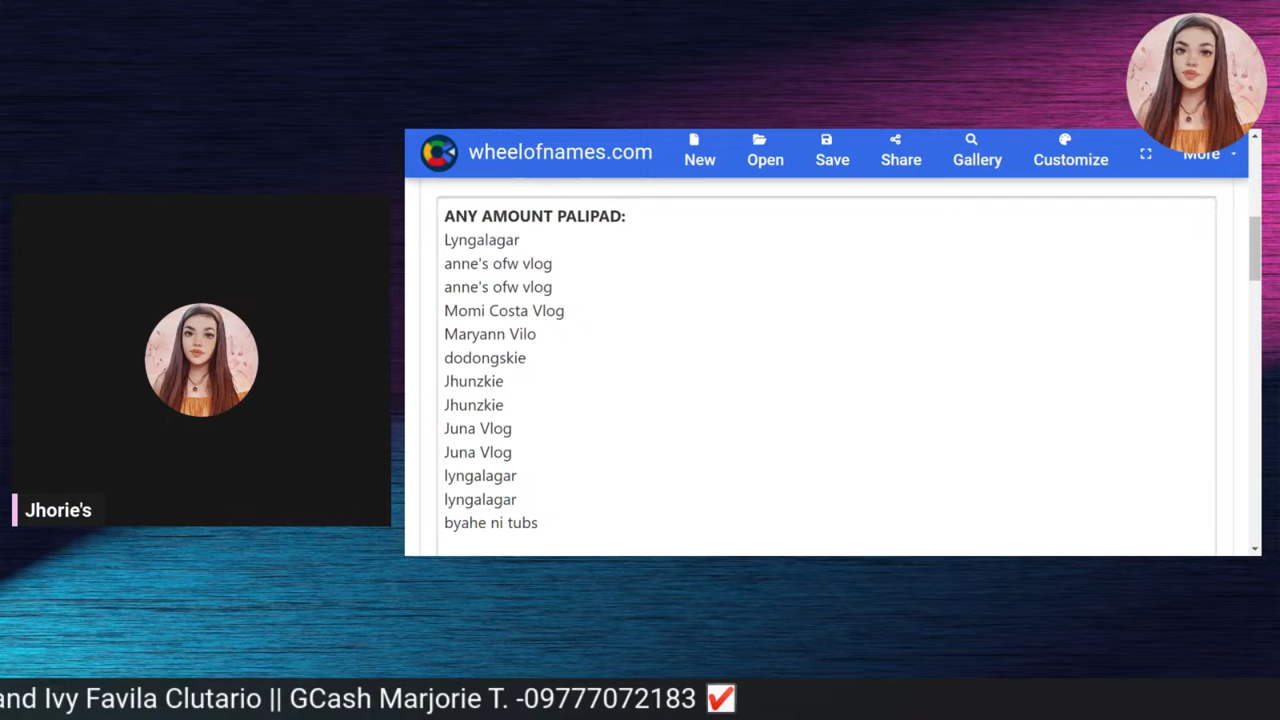 wheelofnames.com
New
Open
Save
Share
Gallery
Customize
More
ANY AMOUNT PALIPAD:
Lyngalagar
anne's ofw vlog
anne's ofw vlog
Momi Costa Vlog
Maryann Vilo
dodongskie
Jhunzkie
Jhunzkie
Juna Vlog
Juna Vlog
lyngalagar
lyngalagar
byahe ni tubs
Jhorie's
and Ivy Favila Clutario || GCash Marjorie T. -09777072183